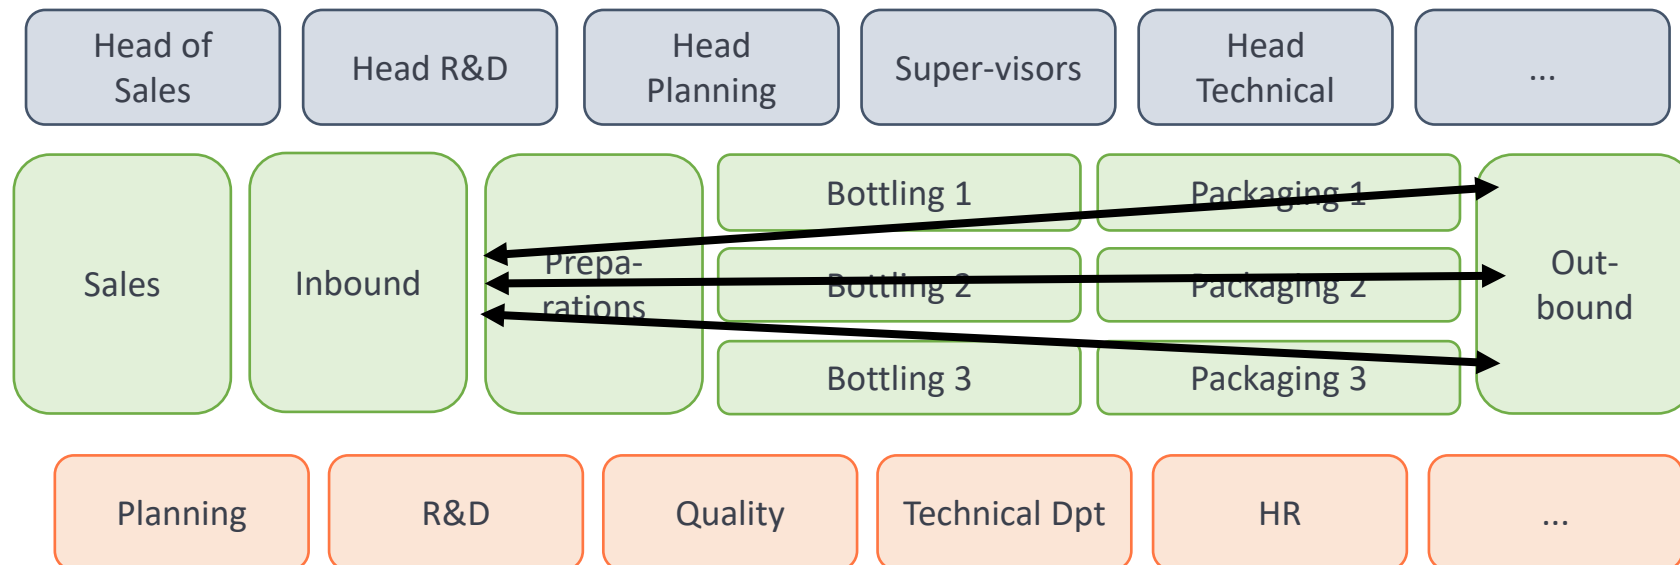 Head of
Sales
Head R&D
Head
Planning
Super-visors
Head
Technical
...
Sales
Inbound
Prepa-
rations
Bottling 1
Packaging 1
Bottling 2
Packaging 2
Bottling 3
Packaging 3
Out-
bound
Planning
R&D
Quality
Technical Dpt
HR
...